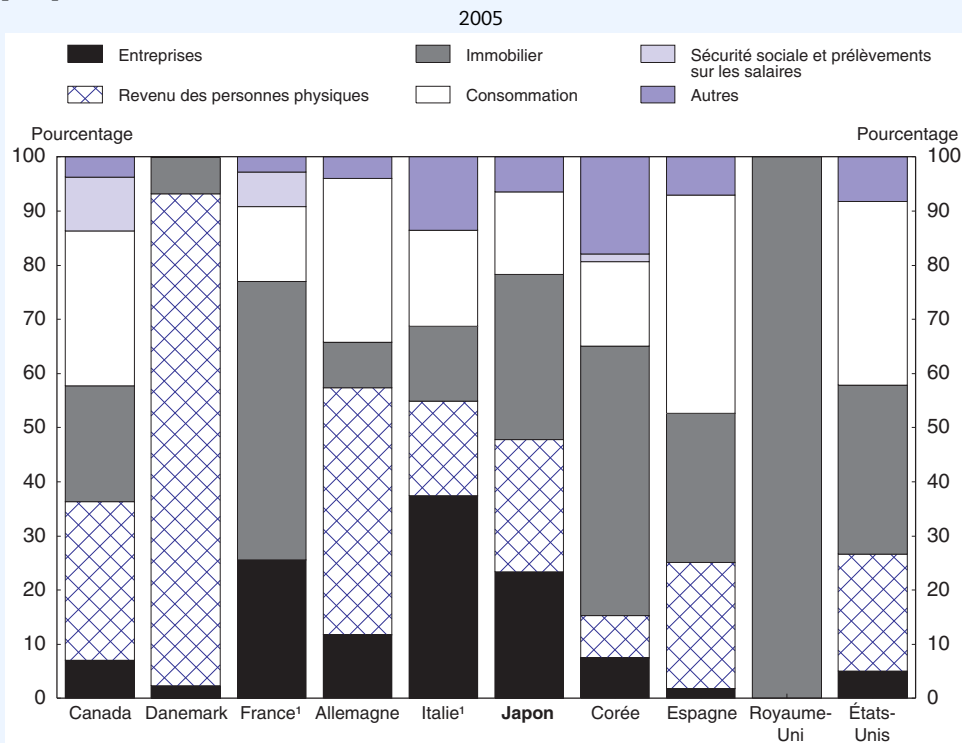 2005
Entreprises
Immobilier
Sécurité sociale et prélèvements
sur les salaires
Revenu des personnes physiques
Consommation
Autres
Pourcentage
Pourcentage
100
100
90
90
80
80
70
70
60
60
50
50
40
40
30
30
20
20
10
10
0
0
Canada Danemark France¹ Allemagne Italie¹ Japon Corée Espagne Royaume-
Uni
États-
Unis